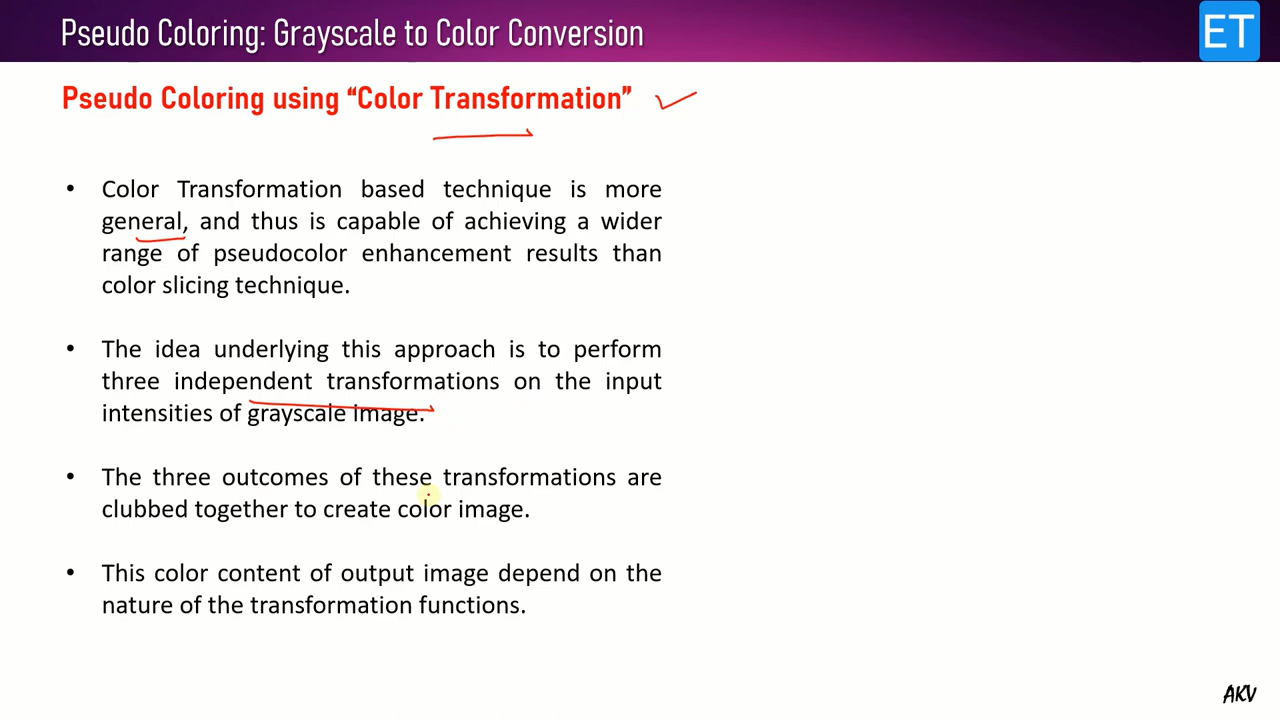 Pseudo Coloring: Grayscale to Color Conversion
ET
Pseudo Coloring using “Color Transformation”
• Color Transformation based technique is more
general, and thus is capable of achieving a wider
range of pseudocolor enhancement results than
color slicing technique.
• The idea underlying this approach is to perform
three independent transformations on the input
intensities of grayscale image.
• The three outcomes of these transformations are
clubbed together to create color image.
• This color content of output image depend on the
nature of the transformation functions.
AKV